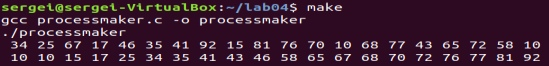 sergei@sergei-VirtualBox:~/lab04$ make
gcc processmaker.c -o processmaker
./processmaker
34 25 67 17 46 35 41 92 15 81 76 70 10 68 77 43 65 72 58 10
10 10 15 17 25 34 35 41 43 46 58 65 67 68 70 72 76 77 81 92